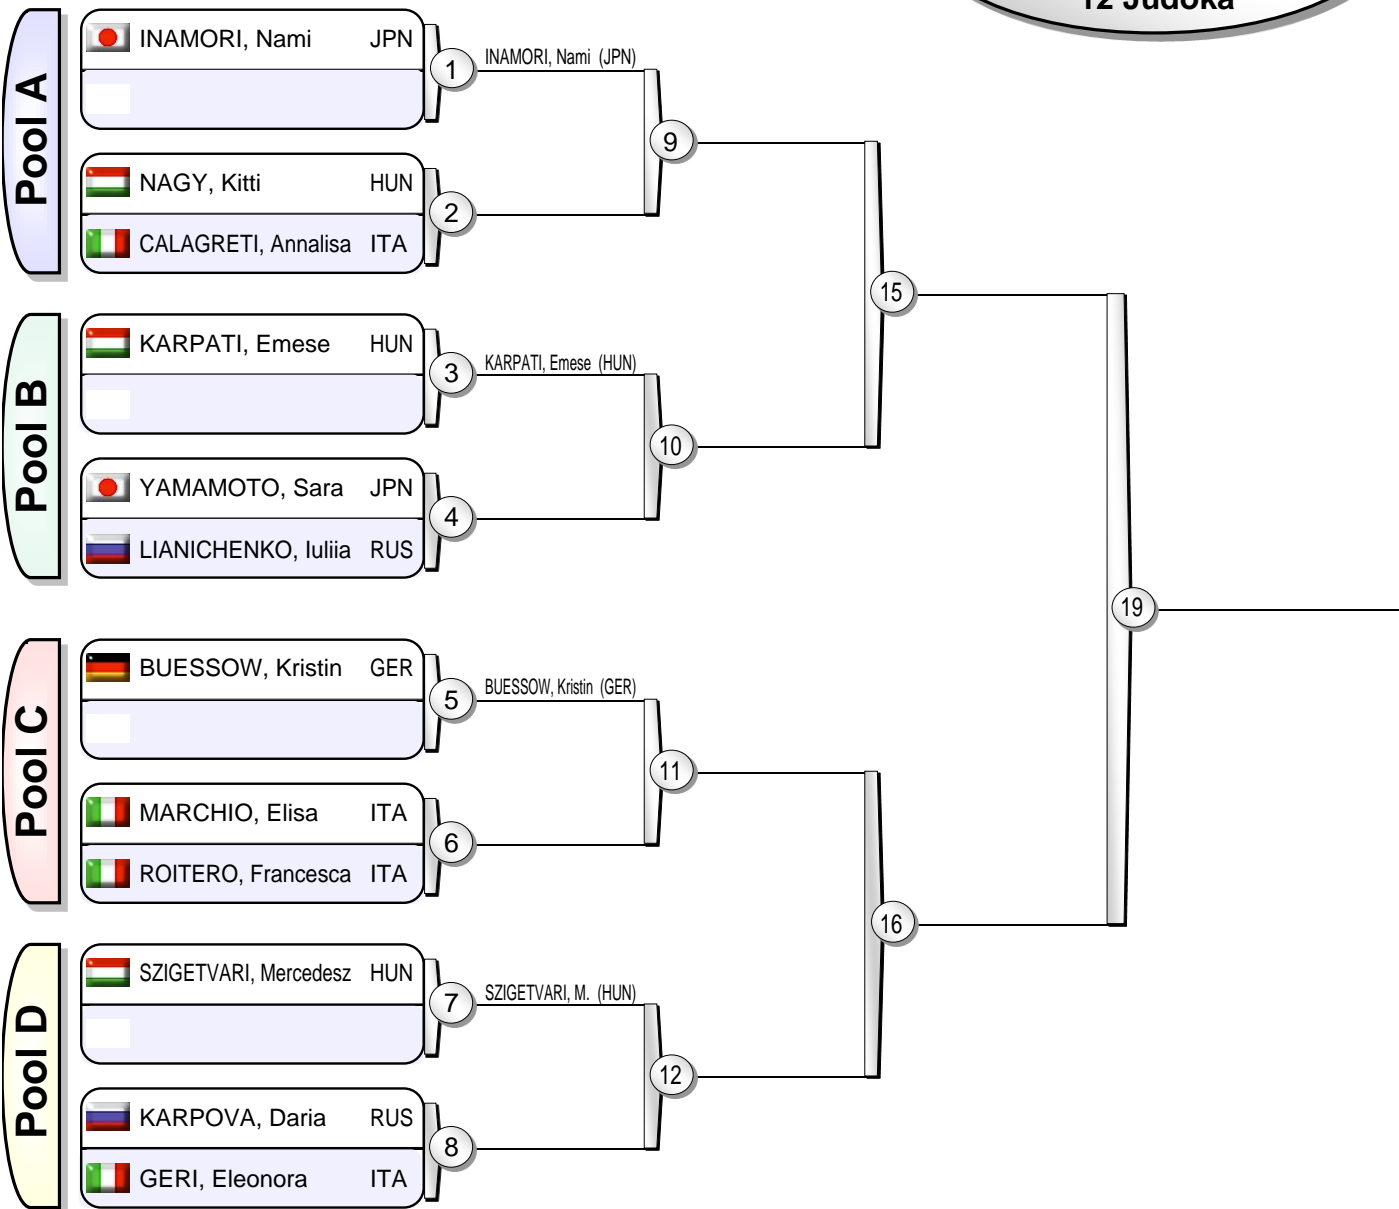 12 Judoka
Pool A
INAMORI, Nami JPN
1
INAMORI, Nami (JPN)
9
NAGY, Kitti HUN
2
CALAGRETI, Annalisa ITA
15
Pool B
KARPATI, Emese HUN
3
KARPATI, Emese (HUN)
10
YAMAMOTO, Sara JPN
4
LIANICHENKO, Iuliia RUS
19
Pool C
BUESSOW, Kristin GER
5
BUESSOW, Kristin (GER)
11
MARCHIO, Elisa ITA
6
ROITERO, Francesca ITA
16
Pool D
SZIGETVARI, Mercedesz HUN
7
SZIGETVARI, M. (HUN)
12
KARPOVA, Daria RUS
8
GERI, Eleonora ITA